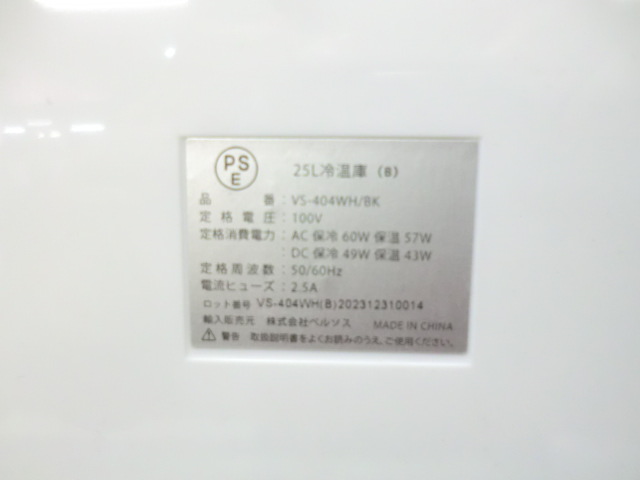 PS
E
25L冷温庫（B）
品番：VS-404WH/BK
定格電圧：100V
定格消費電力：AC 保冷 60W 保温 57W
：DC 保冷 49W 保温 43W
定格周波数：50/60Hz
電流ヒューズ：2.5A
ロット番号 VS-404WH(B)202312310014
輸入販売元 株式会社ベルソス MADE IN CHINA
警告 取扱説明書をよくお読みのうえ、ご使用ください。